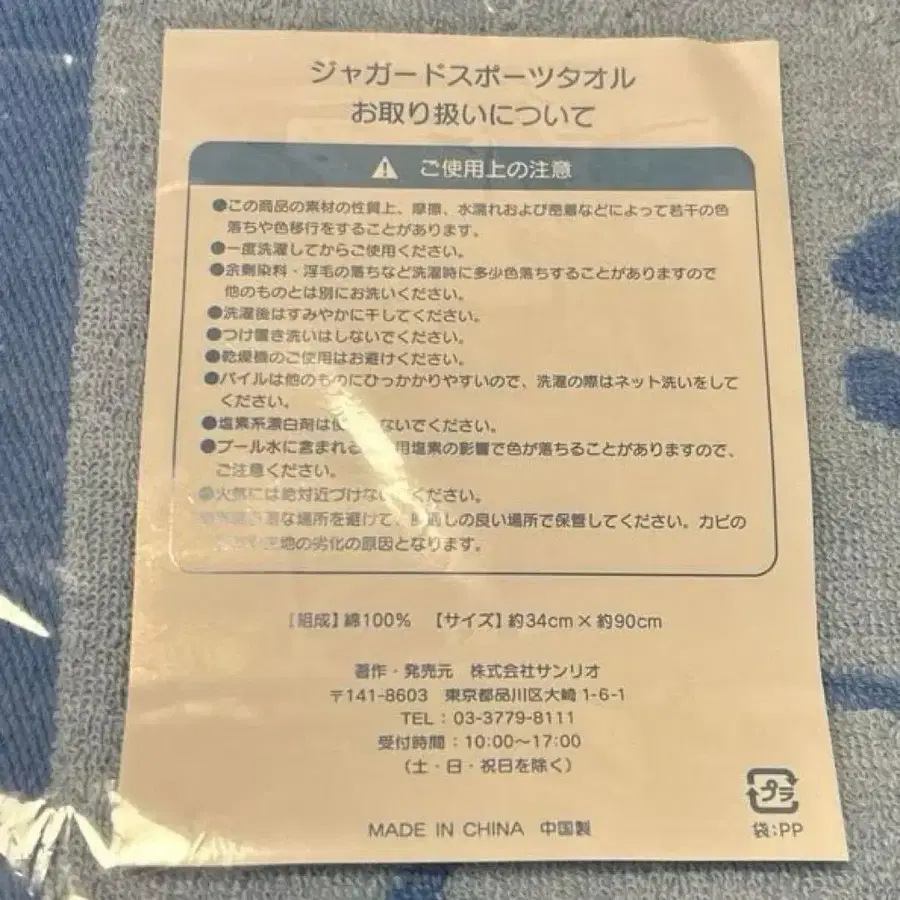 ジャガードスポーツタオル
お取り扱いについて
ご使用上の注意
●この商品の素材の性質上、摩擦、水濡れおよび密着などによって若干の色
落ちや色移行をすることがあります。
●一度洗濯してからご使用ください。
●余剰染料・浮毛の落ちなど洗濯時に多少色落ちすることがありますので
他のものとは別にお洗いください。
●洗濯後はすみやかに干してください。
●つけ置き洗いはしないでください。
●乾燥機のご使用はお避けください。
●パイルは他のものにひっかかりやすいので、洗濯の際はネット洗いをして
ください。
●塩素系漂白剤は使 ないでください。
●プール水に含まれる 用塩素の影響で色が落ちることがありますので、
ご注意ください。
●火気には絶対近づけな ください。
な場所を避けて、 しの良い場所で保管してください。カビの
地の劣化の原因となります。
【組成】綿100% 【サイズ】約34cm×約90cm
著作・発売元 株式会社サンリオ
〒141-8603 東京都品川区大崎1-6-1
TEL：03-3779-8111
受付時間：10:00～17:00
（土・日・祝日を除く）
プラ
袋:PP
MADE IN CHINA 中国製